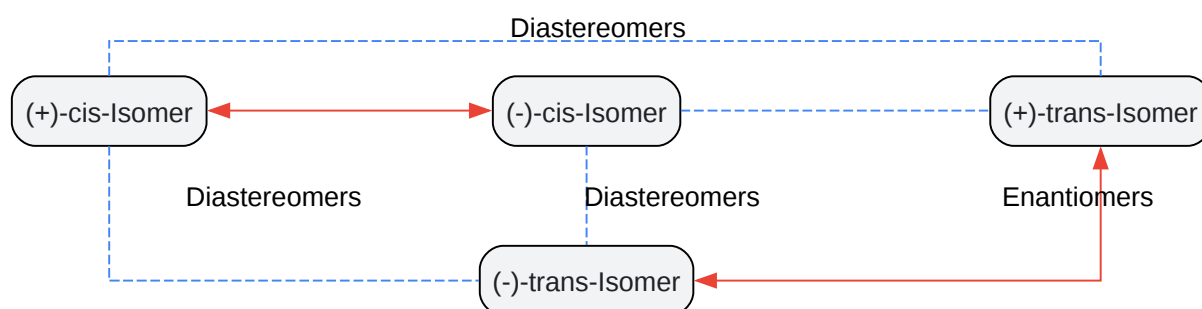 Diastereomers
(+)-cis-Isomer
(-)-cis-Isomer
(+)-trans-Isomer
Diastereomers
Diastereomers
Enantiomers
(-)-trans-Isomer